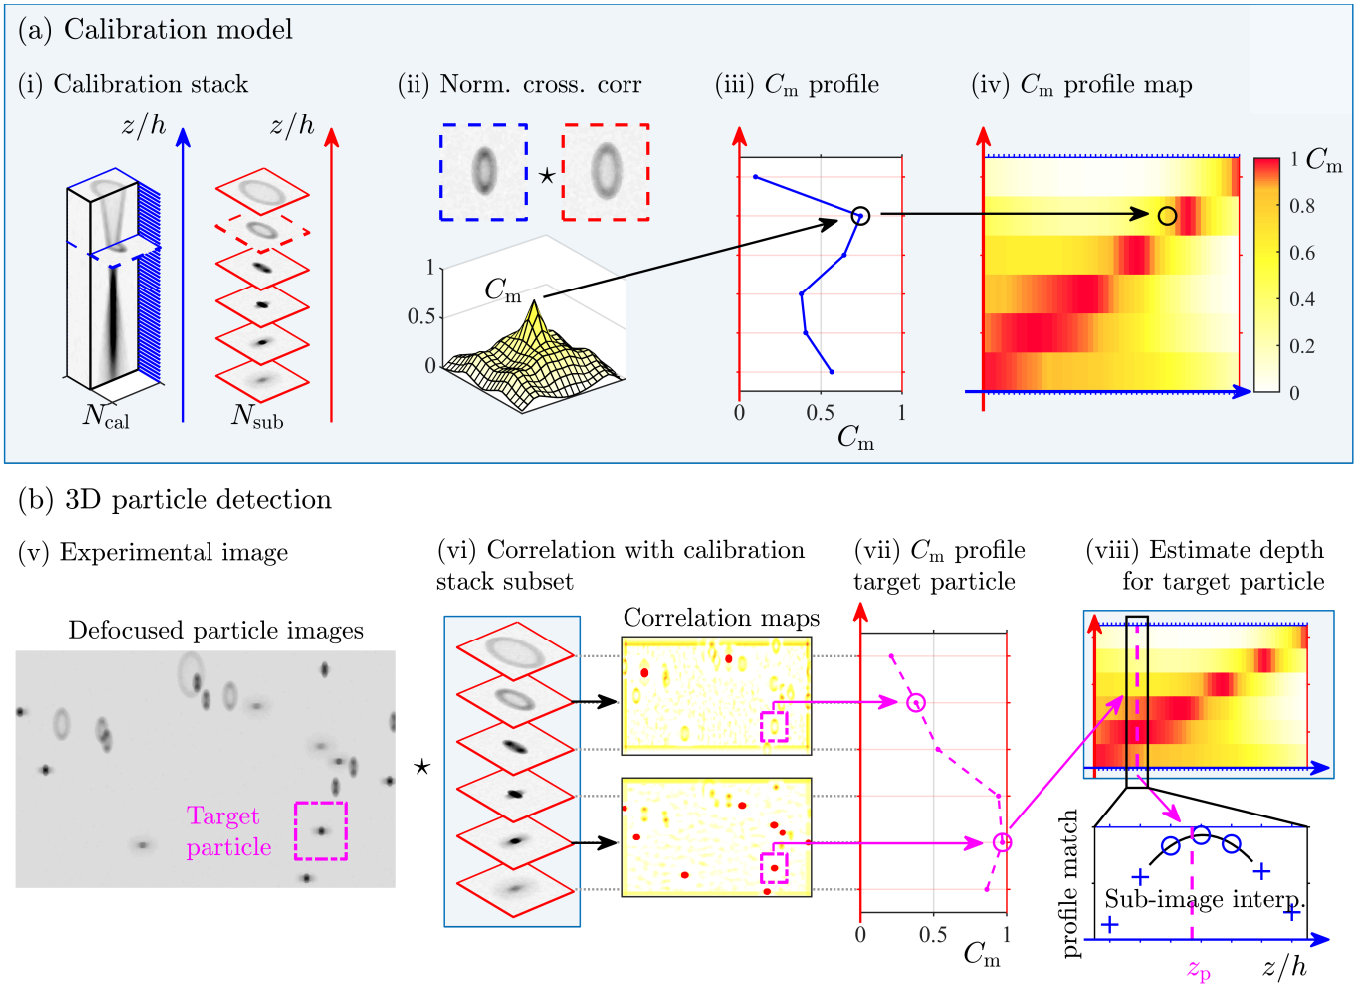 (a) Calibration model
(i) Calibration stack
(ii) Norm. cross. corr
(iii) Cm profile
(iv) Cm profile map
z/h
z/h
Ncal
Nsub
⋆
1
0.5
0
Cm
0
0.5
1
Cm
1
0.8
0.6
0.4
0.2
0
Cm
(b) 3D particle detection
(v) Experimental image
Defocused particle images
Target
particle
⋆
(vi) Correlation with calibration
stack subset
Correlation maps
(vii) Cm profile
target particle
0
0.5
1
Cm
(viii) Estimate depth
for target particle
profile match
Sub-image interp.
zp
z/h